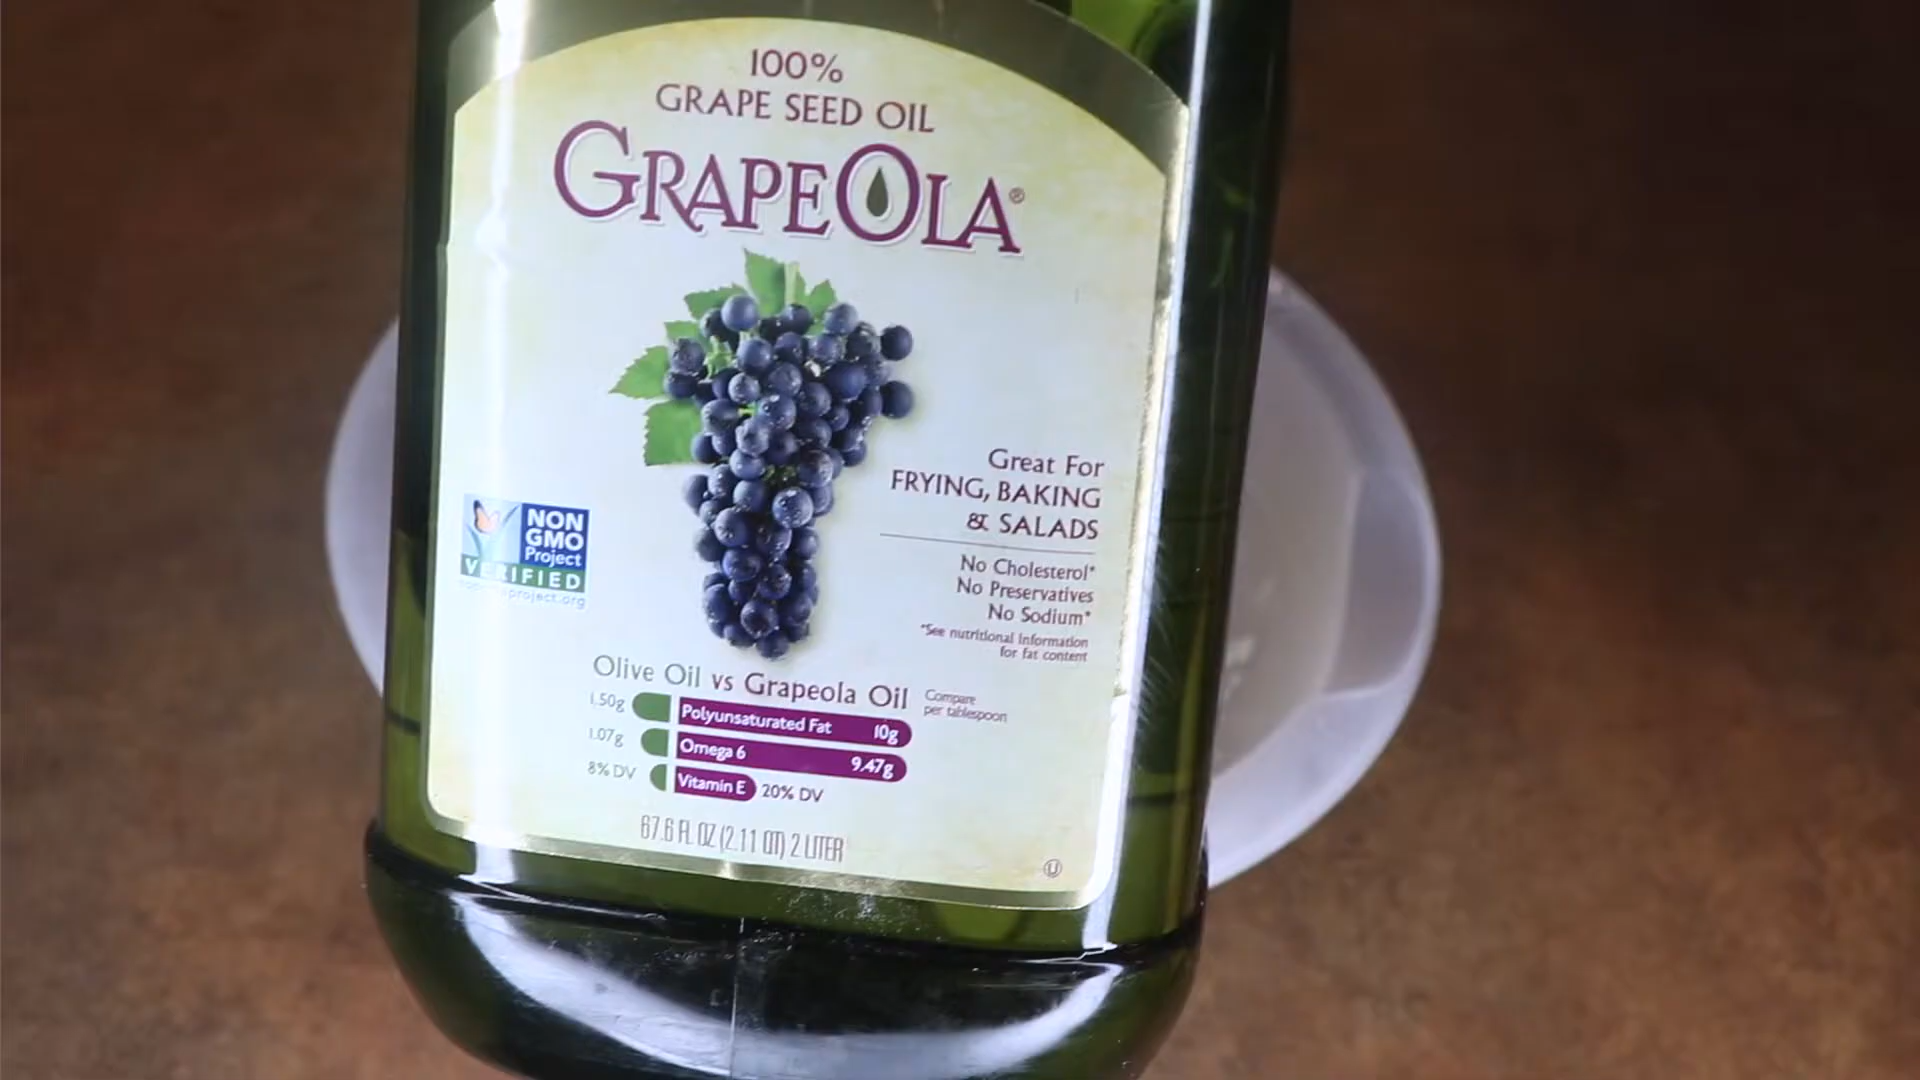 100%
GRAPE SEED OIL
GRAPEOLA®
Great For
FRYING, BAKING
& SALADS
No Cholesterol*
No Preservatives
No Sodium*
*See nutritional information
for fat content
NON
GMO
Project
VERIFIED
project.org
Olive Oil vs Grapeola Oil
Compare
per tablespoon
1.50g Polyunsaturated Fat 10g
1.07g Omega 6 9.47g
8% DV Vitamin E 20% DV
67.6 FL OZ (2.11 QT) 2 LITER
U